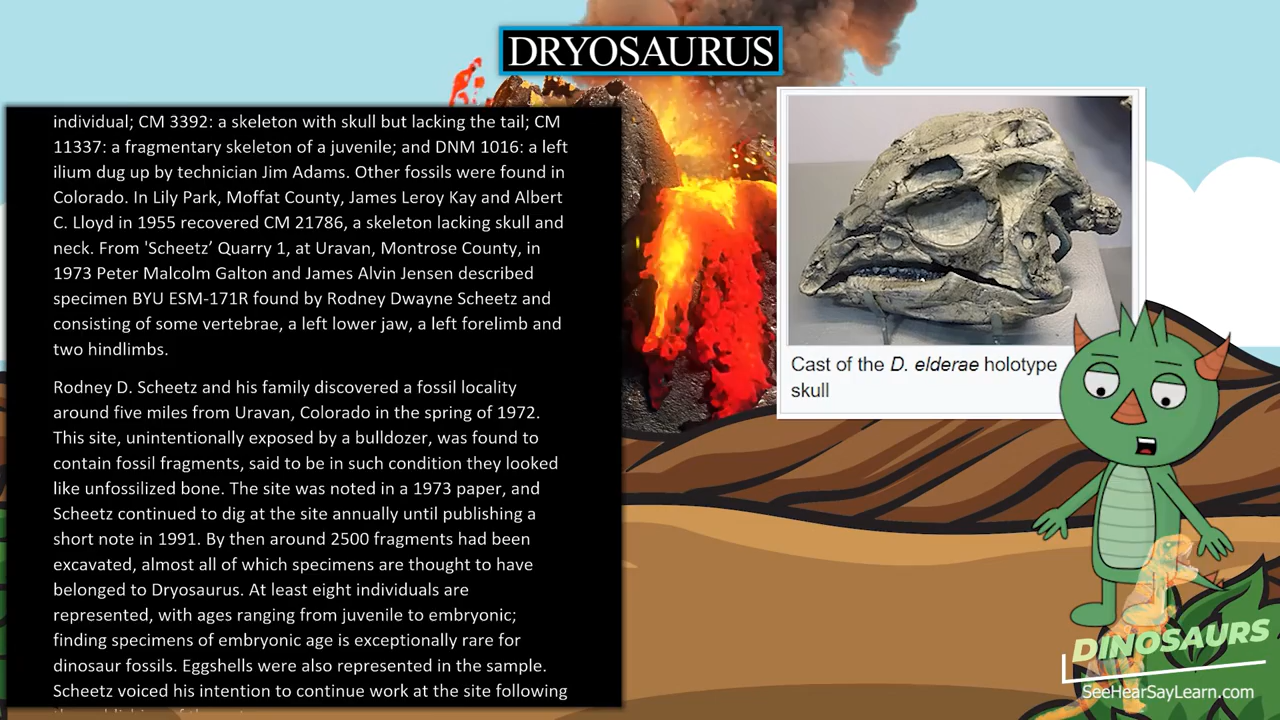 DRYOSAURUS
individual; CM 3392: a skeleton with skull but lacking the tail; CM
11337: a fragmentary skeleton of a juvenile; and DNM 1016: a left
ilium dug up by technician Jim Adams. Other fossils were found in
Colorado. In Lily Park, Moffat County, James Leroy Kay and Albert
C. Lloyd in 1955 recovered CM 21786, a skeleton lacking skull and
neck. From 'Scheetz’ Quarry 1, at Uravan, Montrose County, in
1973 Peter Malcolm Galton and James Alvin Jensen described
specimen BYU ESM-171R found by Rodney Dwayne Scheetz and
consisting of some vertebrae, a left lower jaw, a left forelimb and
two hindlimbs.
Rodney D. Scheetz and his family discovered a fossil locality
around five miles from Uravan, Colorado in the spring of 1972.
This site, unintentionally exposed by a bulldozer, was found to
contain fossil fragments, said to be in such condition they looked
like unfossilized bone. The site was noted in a 1973 paper, and
Scheetz continued to dig at the site annually until publishing a
short note in 1991. By then around 2500 fragments had been
excavated, almost all of which specimens are thought to have
belonged to Dryosaurus. At least eight individuals are
represented, with ages ranging from juvenile to embryonic;
finding specimens of embryonic age is exceptionally rare for
dinosaur fossils. Eggshells were also represented in the sample.
Scheetz voiced his intention to continue work at the site following
Cast of the D. elderae holotype
skull
DINOSAURS
SeeHearSayLearn.com